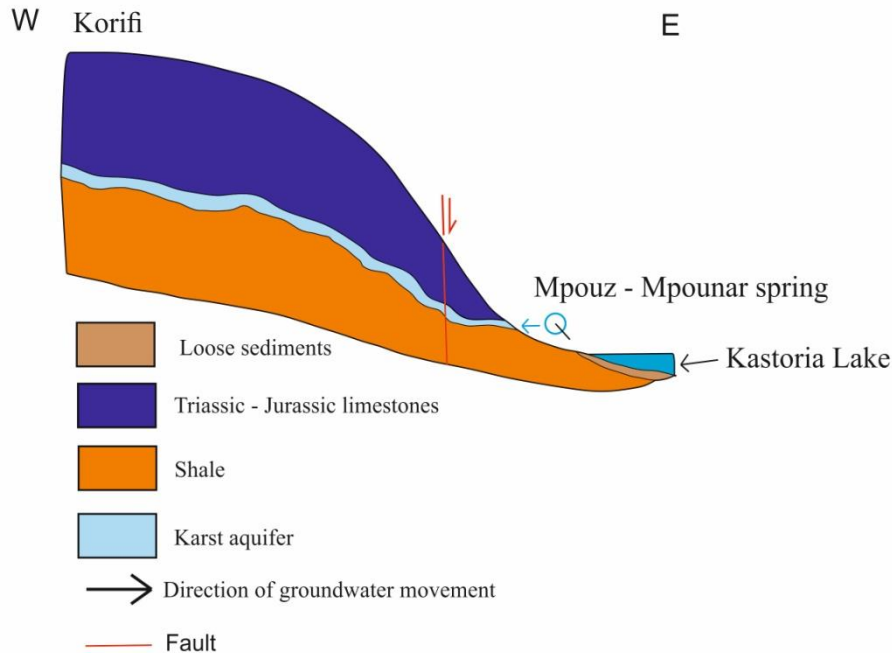 W
Korifi
E
Mpouz - Mpounar spring
Kastoria Lake
Loose sediments
Triassic - Jurassic limestones
Shale
Karst aquifer
Direction of groundwater movement
Fault